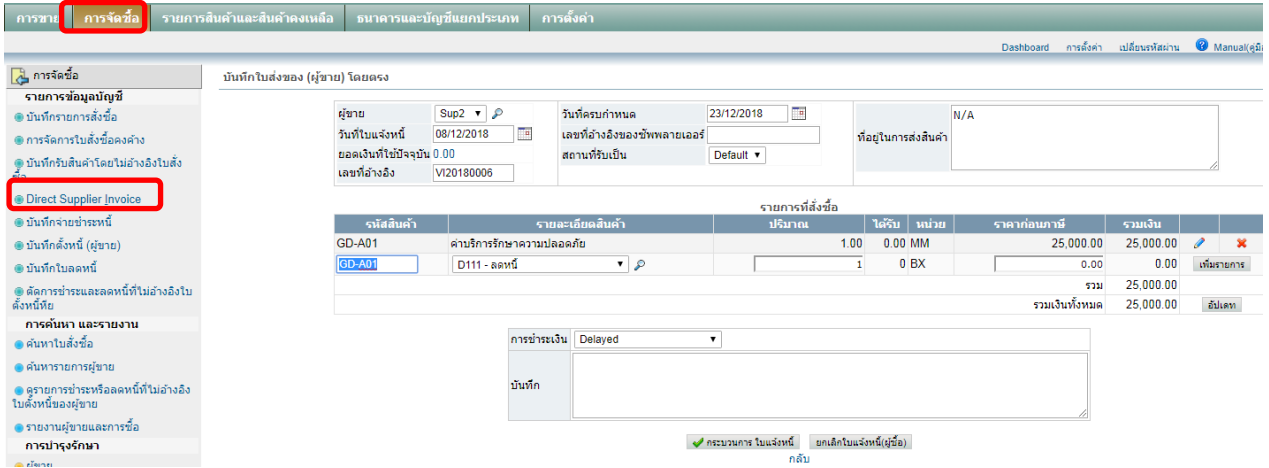 การขาย การจัดซื้อ รายการสินค้าและสินค้าคงเหลือ ธนาคารและบัญชีแยกประเภท การตั้งค่า
Dashboard การตั้งค่า เปลี่ยนรหัสผ่าน Manual(คู่มือ
การจัดซื้อ
รายการข้อมูลบัญชี
บันทึกรายการสั่งซื้อ
การจัดการใบสั่งซื้อคงค้าง
บันทึกรับสินค้าโดยไม่อ้างอิงใบสั่ง
ซื้อ
Direct Supplier Invoice
บันทึกจ่ายชำระหนี้
บันทึกตั้งหนี้ (ผู้ขาย)
บันทึกใบลดหนี้
ตัดการชำระและลดหนี้ที่ไม่อ้างอิงใบ
ตั้งหนี้หีย
การค้นหา และรายงาน
ค้นหาใบสั่งซื้อ
ค้นหารายการผู้ขาย
ดูรายการชำระหรือลดหนี้ที่ไม่อ้างอิง
ใบตั้งหนี้ของผู้ขาย
รายงานผู้ขายและการซื้อ
การบำรุงรักษา
ผู้ขาย
บันทึกใบส่งของ (ผู้ขาย) โดยตรง
ผู้ขาย Sup2 วันที่ครบกำหนด 23/12/2018 ที่อยู่ในการส่งสินค้า N/A
วันที่ใบแจ้งหนี้ 08/12/2018 เลขที่อ้างอิงของซัพพลายเออร์
ยอดเงินที่ใช้ปัจจุบัน 0.00 สถานที่รับเป็น Default
เลขที่อ้างอิง VI20180006
รายการที่สั่งซื้อ
รหัสสินค้า รายละเอียดสินค้า ปริมาณ ได้รับ หน่วย ราคาก่อนภาษี รวมเงิน
GD-A01 ค่าบริการรักษาความปลอดภัย 1.00 0.00 MM 25,000.00 25,000.00
GD-A01 D111 - ลดหนี้ 1 0 BX 0.00 0.00 เพิ่มรายการ
รวม 25,000.00
รวมเงินทั้งหมด 25,000.00 อัปเดท
การชำระเงิน Delayed
บันทึก
กระบวนการ ใบแจ้งหนี้ ยกเลิกใบแจ้งหนี้(ผู้ซื้อ)
กลับ